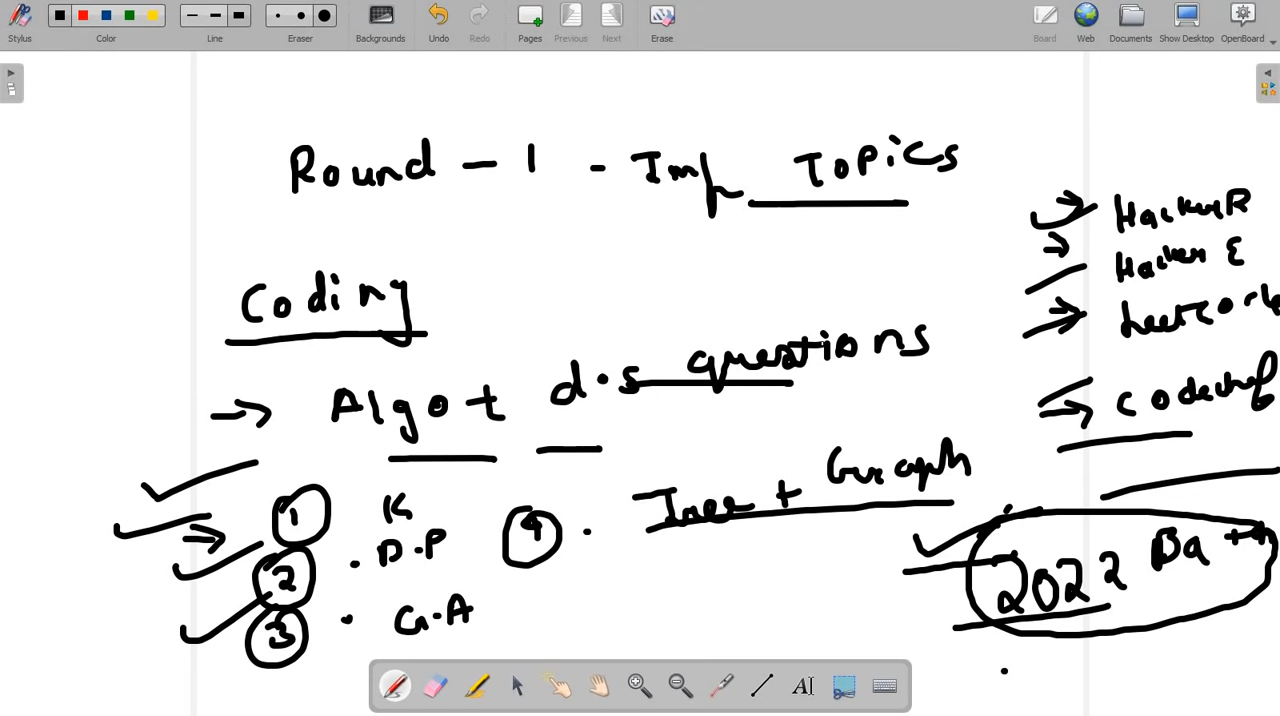 Stylus
Color
Line
Eraser
Backgrounds
Undo
Redo
Pages
Previous
Next
Erase
Board
Web
Documents
Show Desktop
OpenBoard
Round - 1 - Imp Topics
HackerR
Hacker E
Coding
Leetcode
→ Algo + d.s questions
→ Codechef
→ 1 K
2 . D.P
3 . G.A
4 . Tree + Graph
2022 Ba